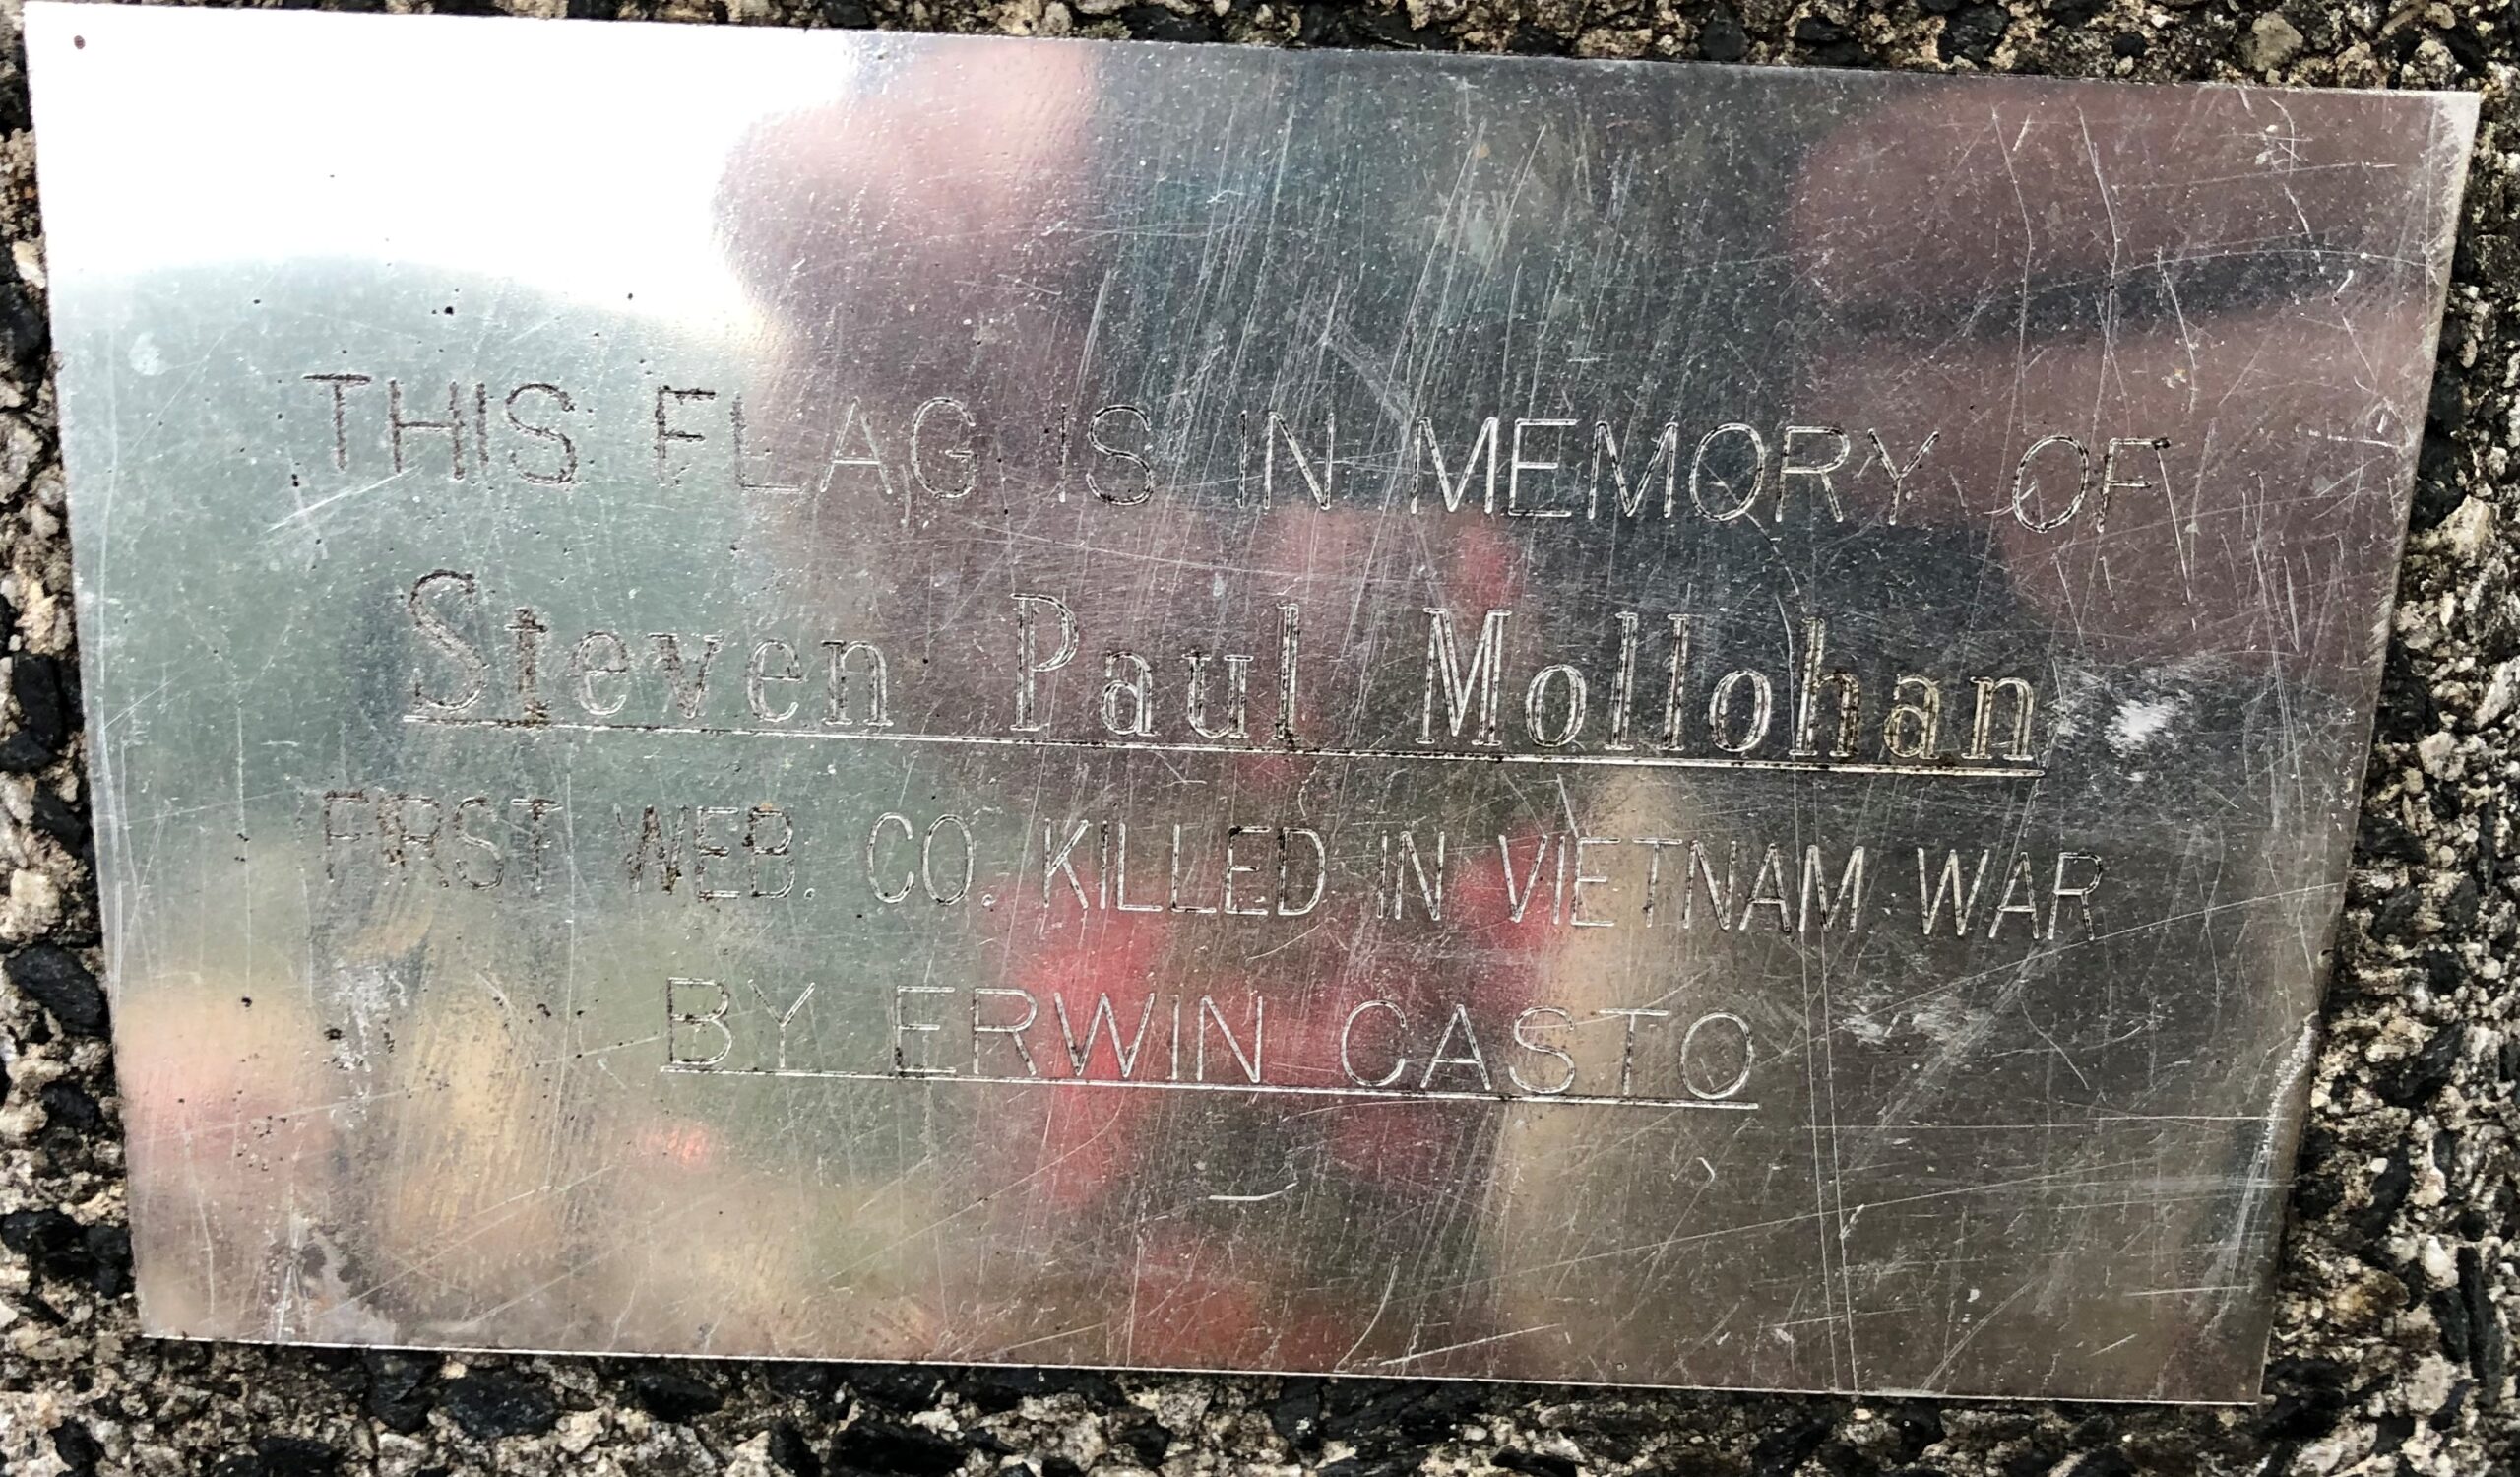 THIS FLAG IS IN MEMORY OF
Steven Paul Mollohan
FIRST WEB. CO. KILLED IN VIETNAM WAR
BY ERWIN CASTO